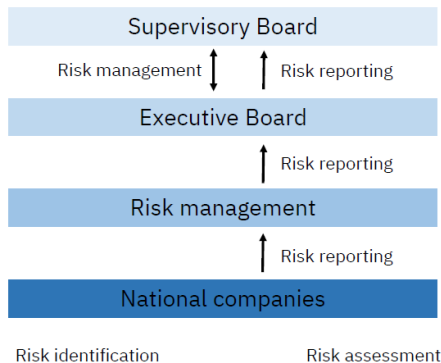 Supervisory Board
Risk management Risk reporting
Executive Board
Risk reporting
Risk management
Risk reporting
National companies
Risk identification Risk assessment